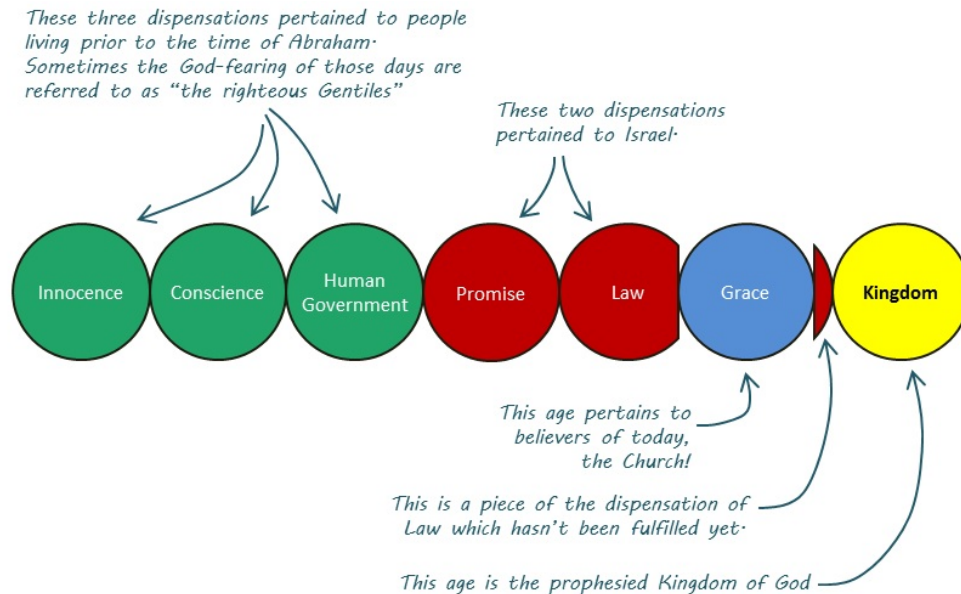 These three dispensations pertained to people
living prior to the time of Abraham.
Sometimes the God-fearing of those days are
referred to as “the righteous Gentiles”
These two dispensations
pertained to Israel.
Innocence
Conscience
Human
Government
Promise
Law
Grace
Kingdom
This age pertains to
believers of today,
the Church!
This is a piece of the dispensation of
Law which hasn't been fulfilled yet.
This age is the prophesied Kingdom of God